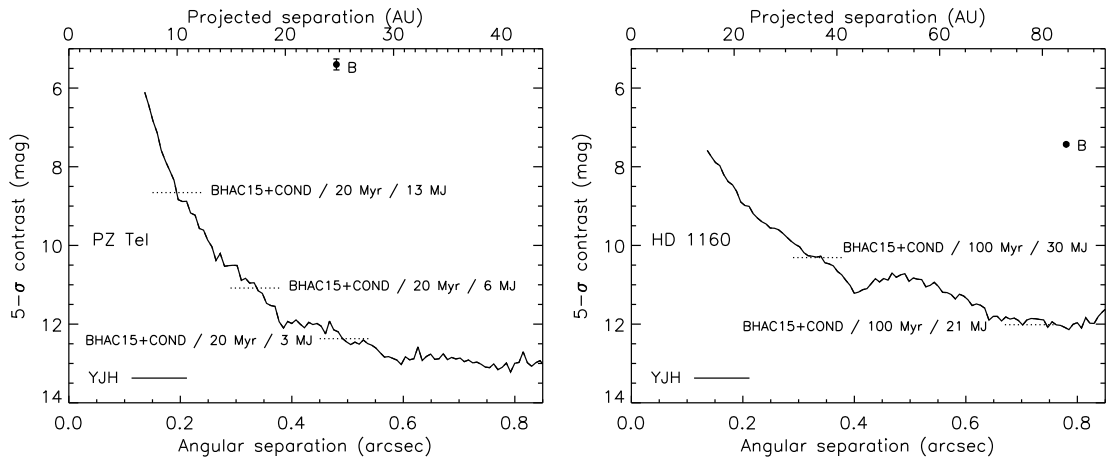 Projected separation (AU)
0 10 20 30 40
6
8
10
12
14
5-σ contrast (mag)
B
BHAC15+COND / 20 Myr / 13 MJ
PZ Tel
BHAC15+COND / 20 Myr / 6 MJ
BHAC15+COND / 20 Myr / 3 MJ
YJH
0.0 0.2 0.4 0.6 0.8
Angular separation (arcsec)
Projected separation (AU)
0 20 40 60 80
6
8
10
12
14
5-σ contrast (mag)
B
HD 1160
BHAC15+COND / 100 Myr / 30 MJ
BHAC15+COND / 100 Myr / 21 MJ
YJH
0.0 0.2 0.4 0.6 0.8
Angular separation (arcsec)